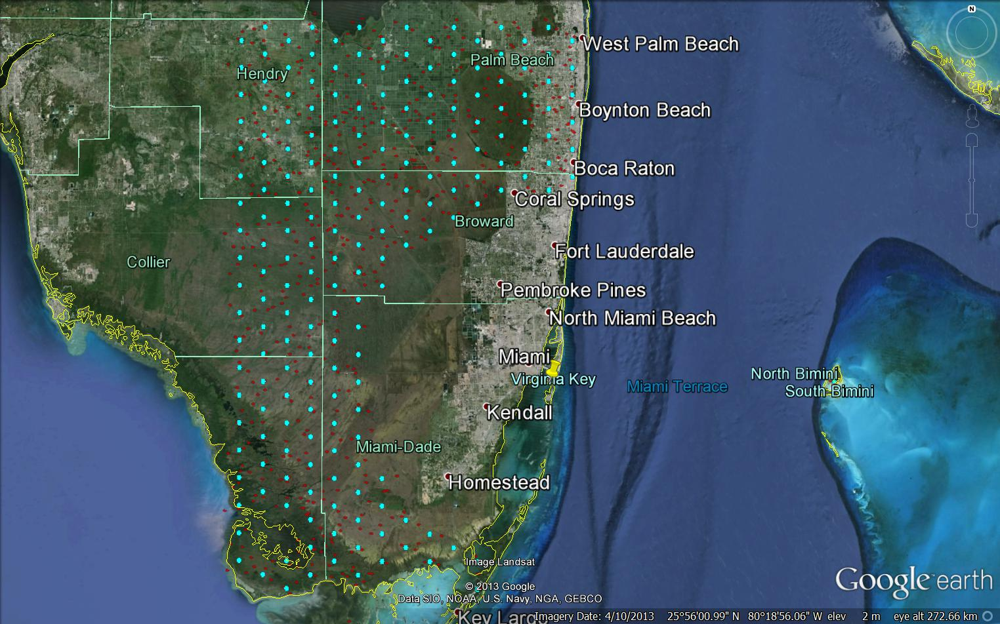 N
West Palm Beach
Palm Beach
Hendry
Boynton Beach
Boca Raton
Coral Springs
Broward
Fort Lauderdale
Collier
Pembroke Pines
North Miami Beach
Miami
Virginia Key
Miami Terrace
North Bimini
South Bimini
Kendall
Miami-Dade
Homestead
Image Landsat
© 2013 Google
Data SIO, NOAA, U.S. Navy, NGA, GEBCO
Google earth
Key Largo
Imagery Date: 4/10/2013 25°56'00.99" N 80°18'56.06" W elev 2 m eye alt 272.66 km